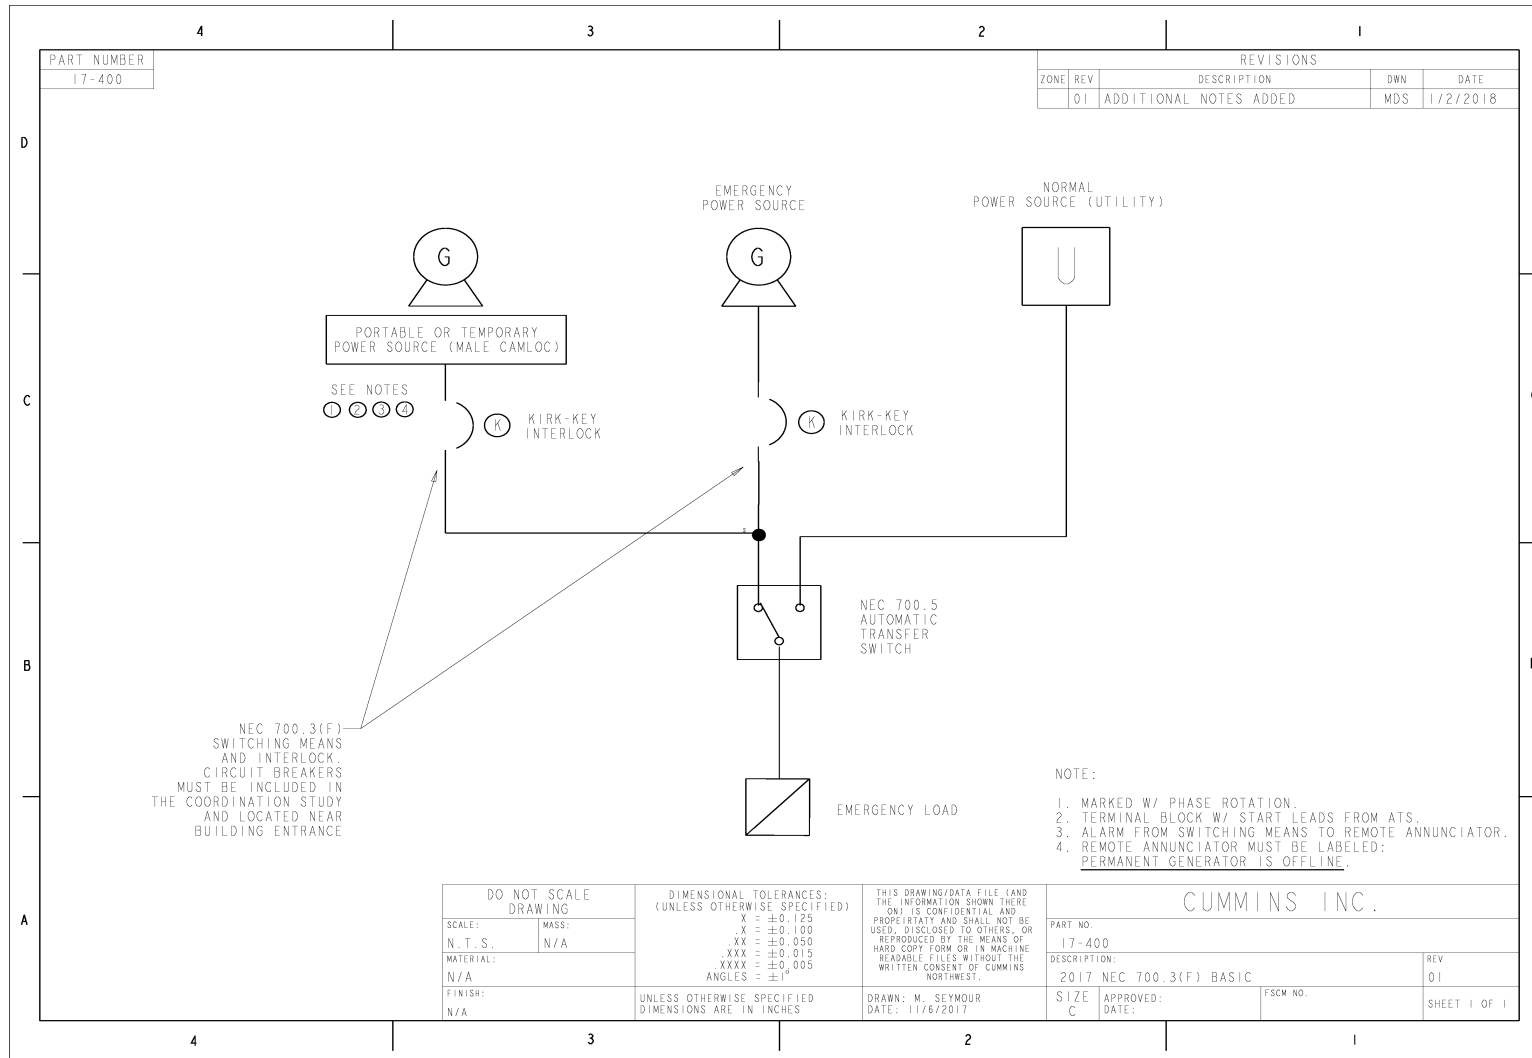 4 3 2 1
PART NUMBER
17-400
REVISIONS
ZONE REV DESCRIPTION DWN DATE
01 ADDITIONAL NOTES ADDED MDS 1/2/2018
D
EMERGENCY
POWER SOURCE
NORMAL
POWER SOURCE (UTILITY)
G
G
U
PORTABLE OR TEMPORARY
POWER SOURCE (MALE CAMLOC)
SEE NOTES
1 2 3 4
C
K
KIRK-KEY
INTERLOCK
K
KIRK-KEY
INTERLOCK
S
NEC 700.5
AUTOMATIC
TRANSFER
SWITCH
B
NEC 700.3(F)
SWITCHING MEANS
AND INTERLOCK.
CIRCUIT BREAKERS
MUST BE INCLUDED IN
THE COORDINATION STUDY
AND LOCATED NEAR
BUILDING ENTRANCE
EMERGENCY LOAD
NOTE:
1. MARKED W/ PHASE ROTATION.
2. TERMINAL BLOCK W/ START LEADS FROM ATS.
3. ALARM FROM SWITCHING MEANS TO REMOTE ANNUNCIATOR.
4. REMOTE ANNUNCIATOR MUST BE LABELED:
PERMANENT GENERATOR IS OFFLINE.
A
DO NOT SCALE
DRAWING
SCALE:
N.T.S.
MASS:
N/A
MATERIAL:
N/A
FINISH:
N/A
DIMENSIONAL TOLERANCES:
(UNLESS OTHERWISE SPECIFIED)
X = ±0.125
.X = ±0.100
.XX = ±0.050
.XXX = ±0.015
.XXXX = ±0.005
ANGLES = ±1°
UNLESS OTHERWISE SPECIFIED
DIMENSIONS ARE IN INCHES
THIS DRAWING/DATA FILE (AND
THE INFORMATION SHOWN THERE
ON) IS CONFIDENTIAL AND
PROPEIRTATY AND SHALL NOT BE
USED, DISCLOSED TO OTHERS, OR
REPRODUCED BY THE MEANS OF
HARD COPY FORM OR IN MACHINE
READABLE FILES WITHOUT THE
WRITTEN CONSENT OF CUMMINS
NORTHWEST.
DRAWN: M. SEYMOUR
DATE: 11/6/2017
CUMMINS INC.
PART NO.
17-400
DESCRIPTION:
2017 NEC 700.3(F) BASIC
REV
01
SIZE
C
APPROVED:
DATE:
FSCM NO.
SHEET 1 OF 1
4 3 2 1